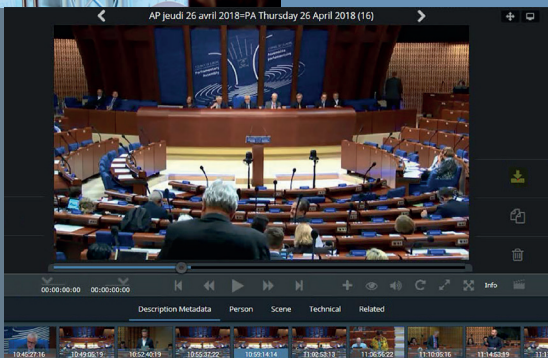 AP jeudi 26 avril 2018=PA Thursday 26 April 2018 (16)
00:00:00:00 00:00:00:00
Info
Description Metadata Person Scene Technical Related
10:45:27:16 10:49:05:19 10:52:40:19 10:55:37:22 10:59:14:14 11:02:53:13 11:06:56:22 11:10:05:16 11:14:53:19